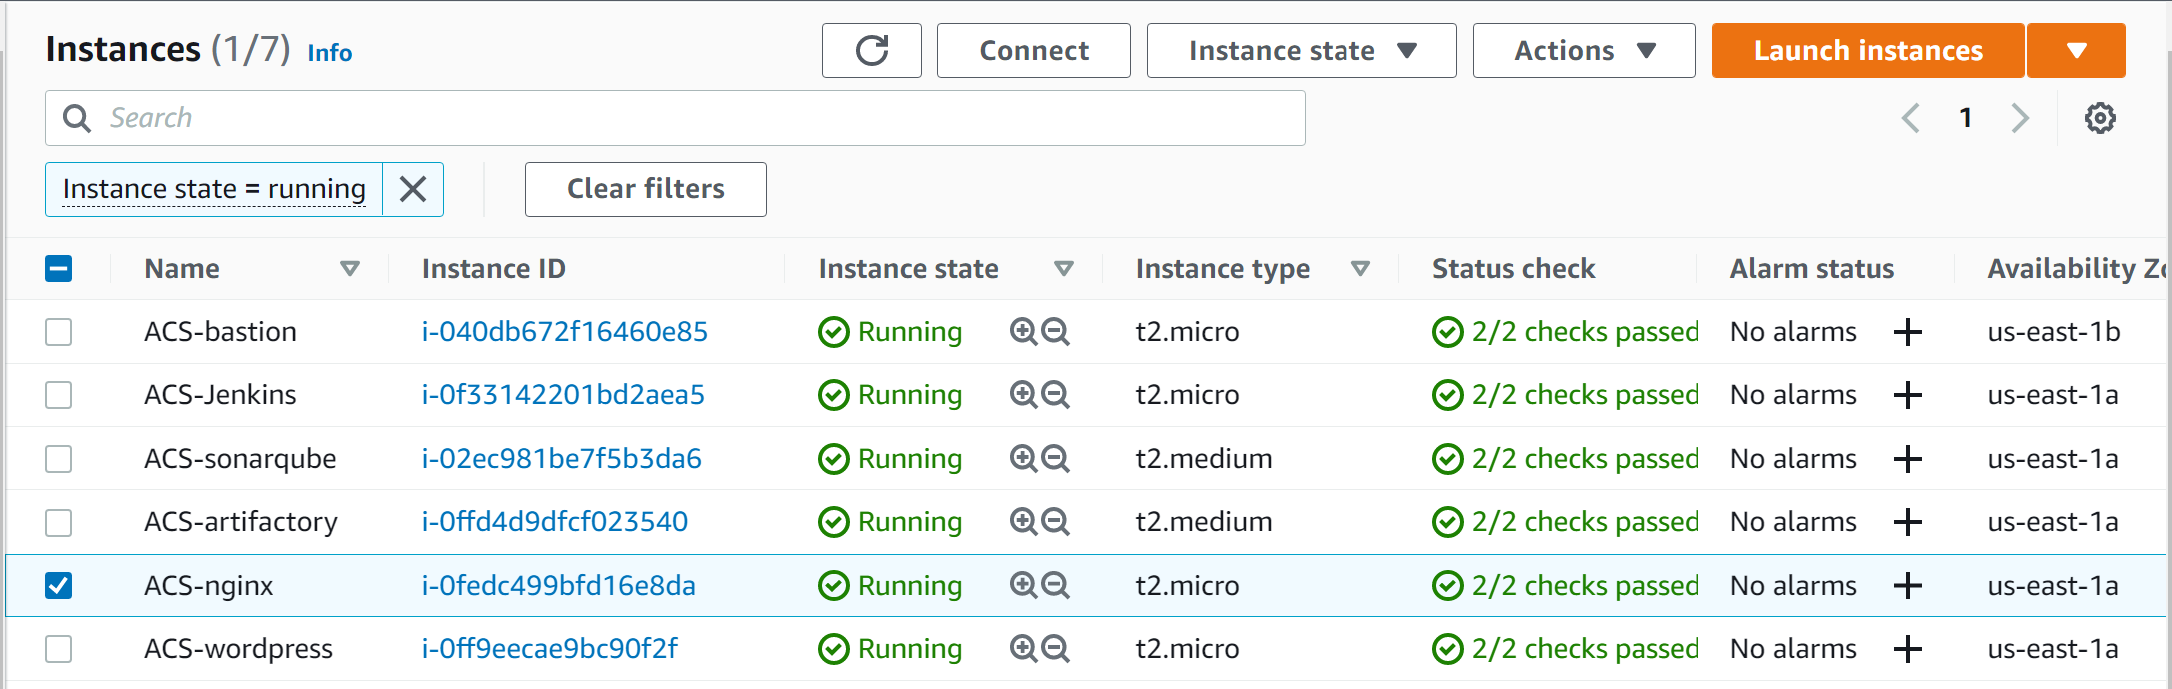 Instances (1/7) Info Connect Instance state Actions Launch instances
Search 1
Instance state = running Clear filters
Name Instance ID Instance state Instance type Status check Alarm status Availability Zo
ACS-bastion i-040db672f16460e85 Running t2.micro 2/2 checks passed No alarms us-east-1b
ACS-Jenkins i-0f33142201bd2aea5 Running t2.micro 2/2 checks passed No alarms us-east-1a
ACS-sonarqube i-02ec981be7f5b3da6 Running t2.medium 2/2 checks passed No alarms us-east-1a
ACS-artifactory i-0ffd4d9dfcf023540 Running t2.medium 2/2 checks passed No alarms us-east-1a
ACS-nginx i-0fedc499bfd16e8da Running t2.micro 2/2 checks passed No alarms us-east-1a
ACS-wordpress i-0ff9eecae9bc90f2f Running t2.micro 2/2 checks passed No alarms us-east-1a